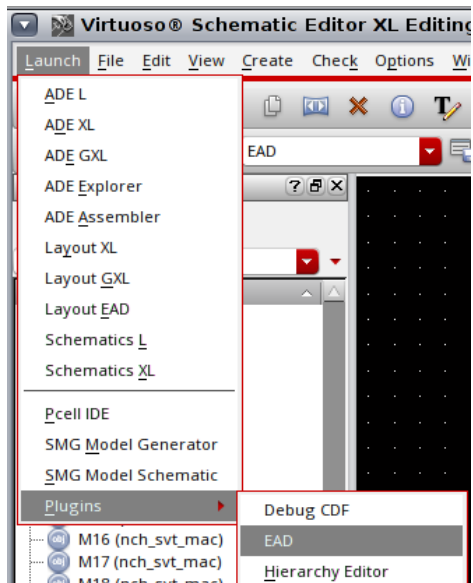 Virtuoso® Schematic Editor XL Editing
Launch File Edit View Create Check Options
ADE L
ADE XL
EAD
ADE GXL
ADE Explorer
ADE Assembler
Layout XL
Layout GXL
Layout EAD
Schematics L
Schematics XL
Pcell IDE
SMG Model Generator
SMG Model Schematic
Plugins
Debug CDF
EAD
Hierarchy Editor
M16 (nch_svt_mac)
M17 (nch_svt_mac)
M18 (nch_svt_mac)